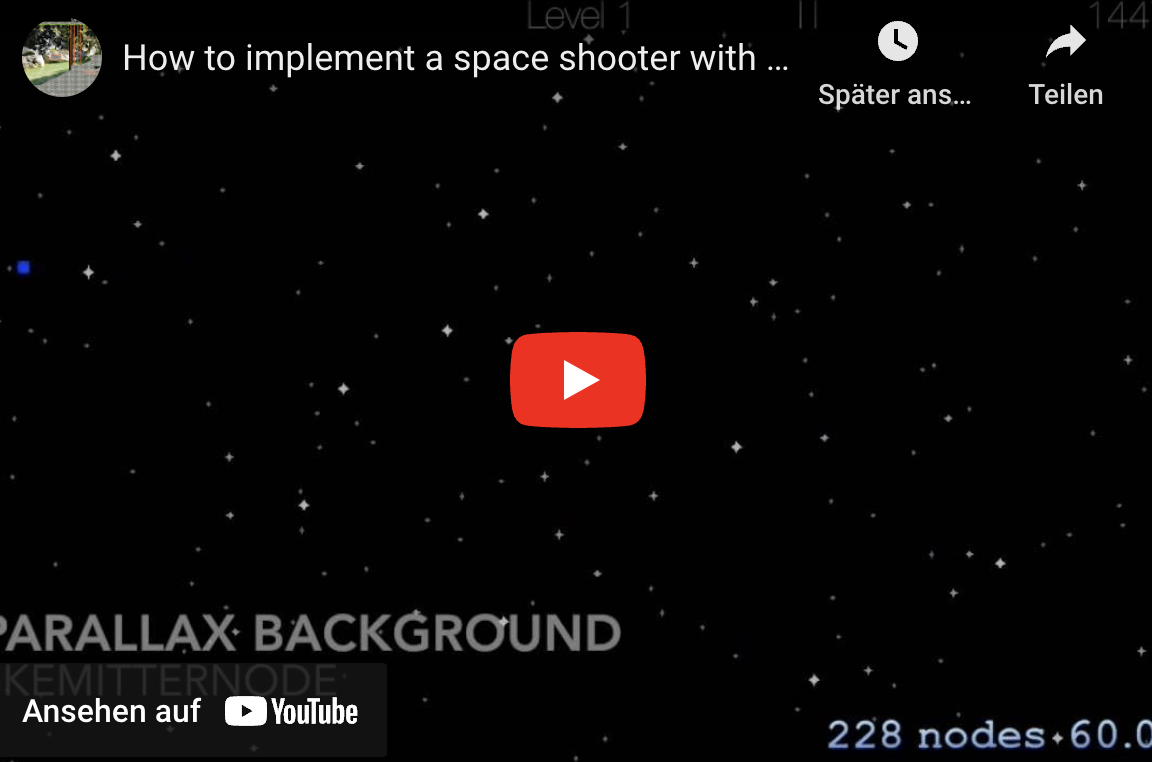 Level 1
144
How to implement a space shooter with ...
Später ans...
Teilen
PARALLAX BACKGROUND
KEMITTERNODE
Ansehen auf YouTube
228 nodes 60.0